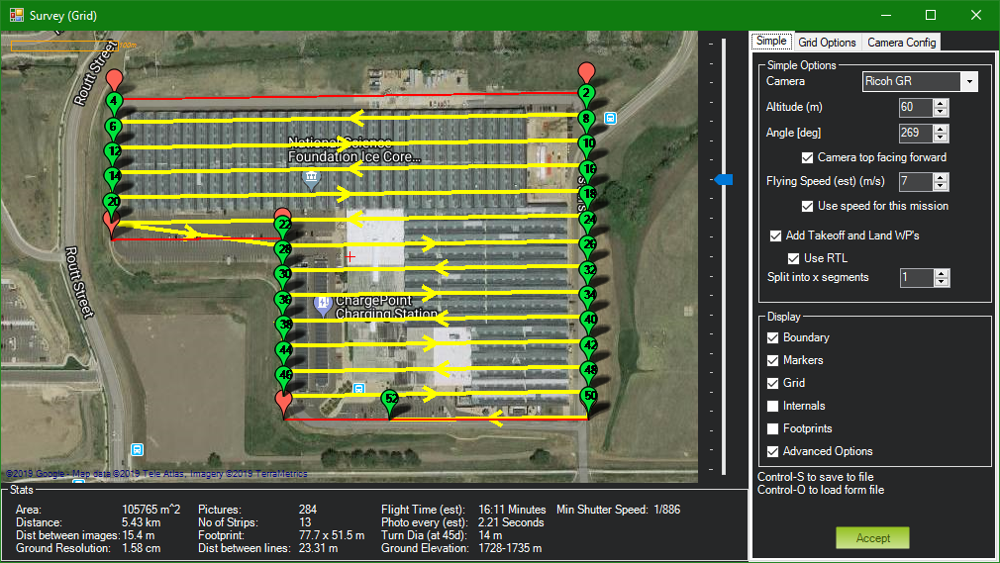 Survey (Grid)
100m
Routt Street
4
2
6
8
12
10
National Science
Foundation Ice Core...
14
16
20
18
22
24
28
26
30
32
36
34
ChargePoint
Charging Station
38
40
44
42
46
48
52
50
Routt Street
©2019 Google - Map data ©2019 Tele Atlas, Imagery ©2019 TerraMetrics
Simple Grid Options Camera Config
Simple Options
Camera Ricoh GR
Altitude (m) 60
Angle [deg] 269
Camera top facing forward
Flying Speed (est) (m/s) 7
Use speed for this mission
Add Takeoff and Land WP's
Use RTL
Split into x segments 1
Display
Boundary
Markers
Grid
Internals
Footprints
Advanced Options
Control-S to save to file
Control-O to load form file
Accept
Stats
Area: 105765 m^2 Pictures: 284 Flight Time (est): 16:11 Minutes Min Shutter Speed: 1/886
Distance: 5.43 km No of Strips: 13 Photo every (est): 2.21 Seconds
Dist between images: 15.4 m Footprint: 77.7 x 51.5 m Turn Dia (at 45d): 14 m
Ground Resolution: 1.58 cm Dist between lines: 23.31 m Ground Elevation: 1728-1735 m